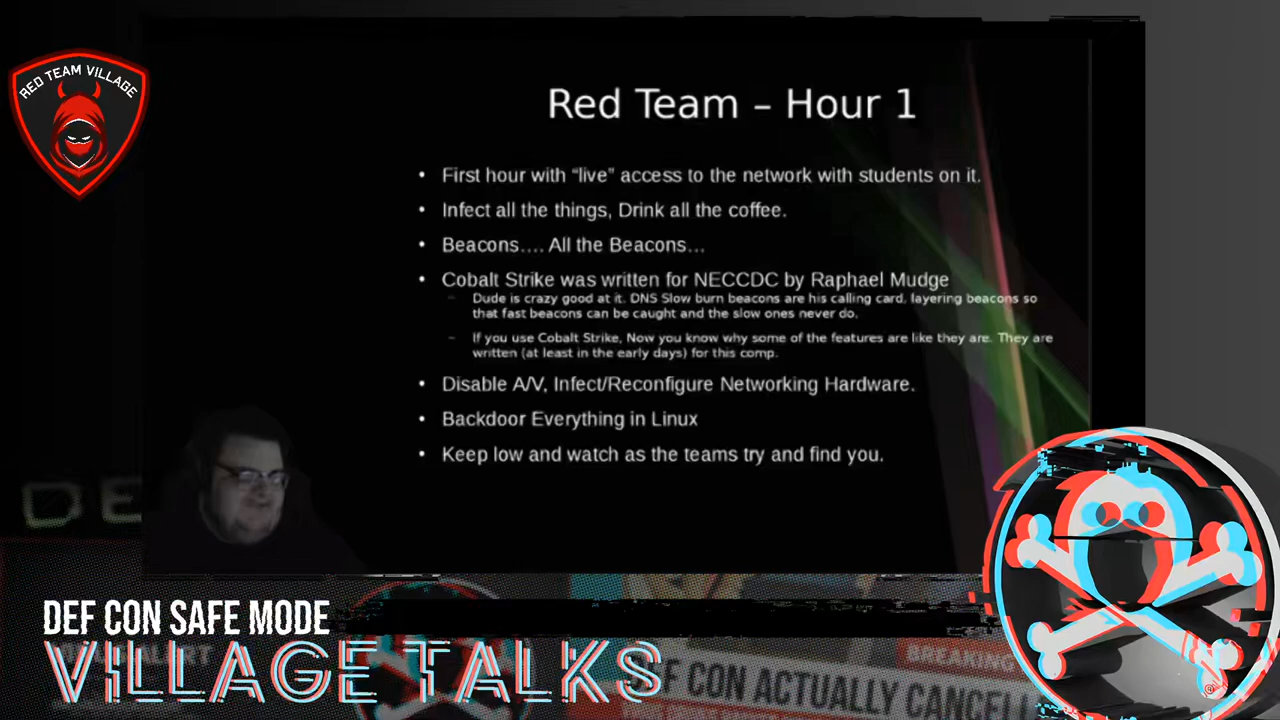 RED TEAM VILLAGE
Red Team – Hour 1
• First hour with “live” access to the network with students on it.
• Infect all the things, Drink all the coffee.
• Beacons…. All the Beacons…
• Cobalt Strike was written for NECCDC by Raphael Mudge
– Dude is crazy good at it. DNS Slow burn beacons are his calling card, layering beacons so
that fast beacons can be caught and the slow ones never do.
– If you use Cobalt Strike, Now you know why some of the features are like they are. They are
written (at least in the early days) for this comp.
• Disable A/V, Infect/Reconfigure Networking Hardware.
• Backdoor Everything in Linux
• Keep low and watch as the teams try and find you.
DE
DEF CON SAFE MODE
VILLAGE TALKS
BREAKING
DEF CON ACTUALLY CANCELL